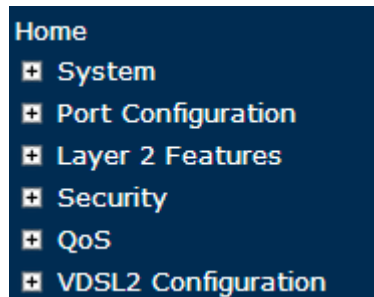 Home
System
Port Configuration
Layer 2 Features
Security
QoS
VDSL2 Configuration